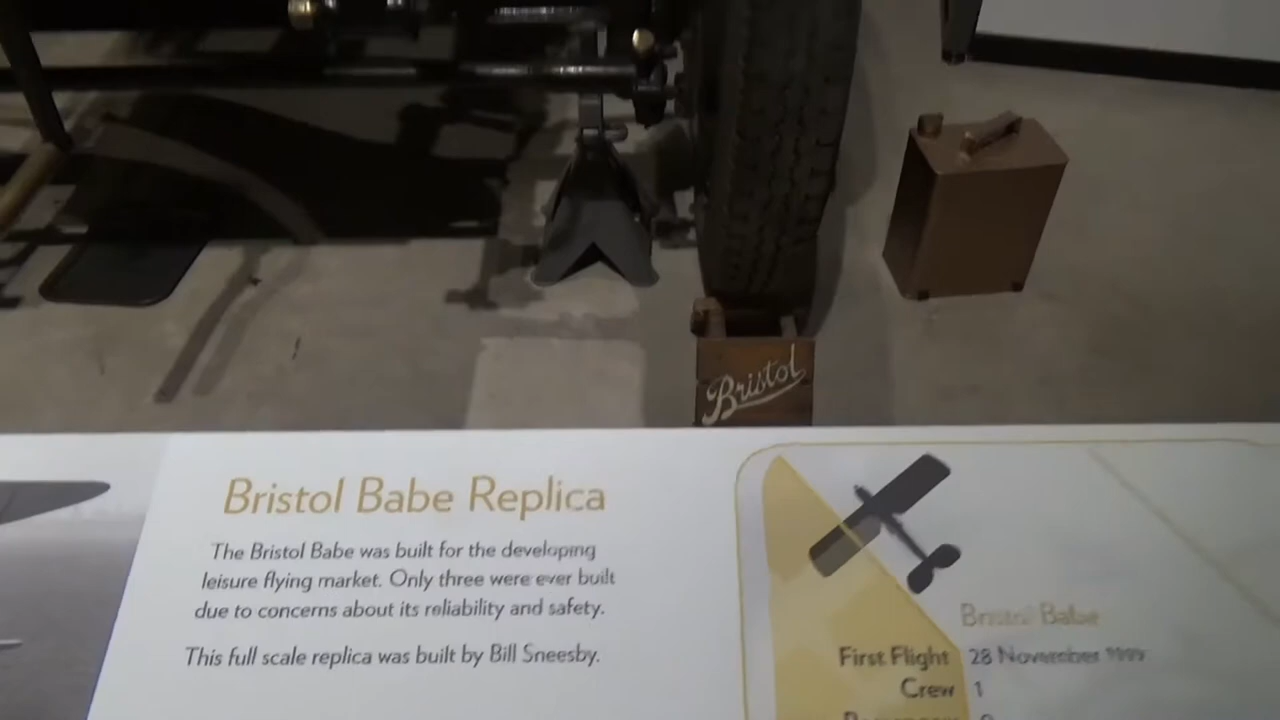 Bristol
Bristol Babe Replica
The Bristol Babe was built for the developing
leisure flying market. Only three were ever built
due to concerns about its reliability and safety.
This full scale replica was built by Bill Sneesby.
Bristol Babe
First Flight 28 November
Crew 1